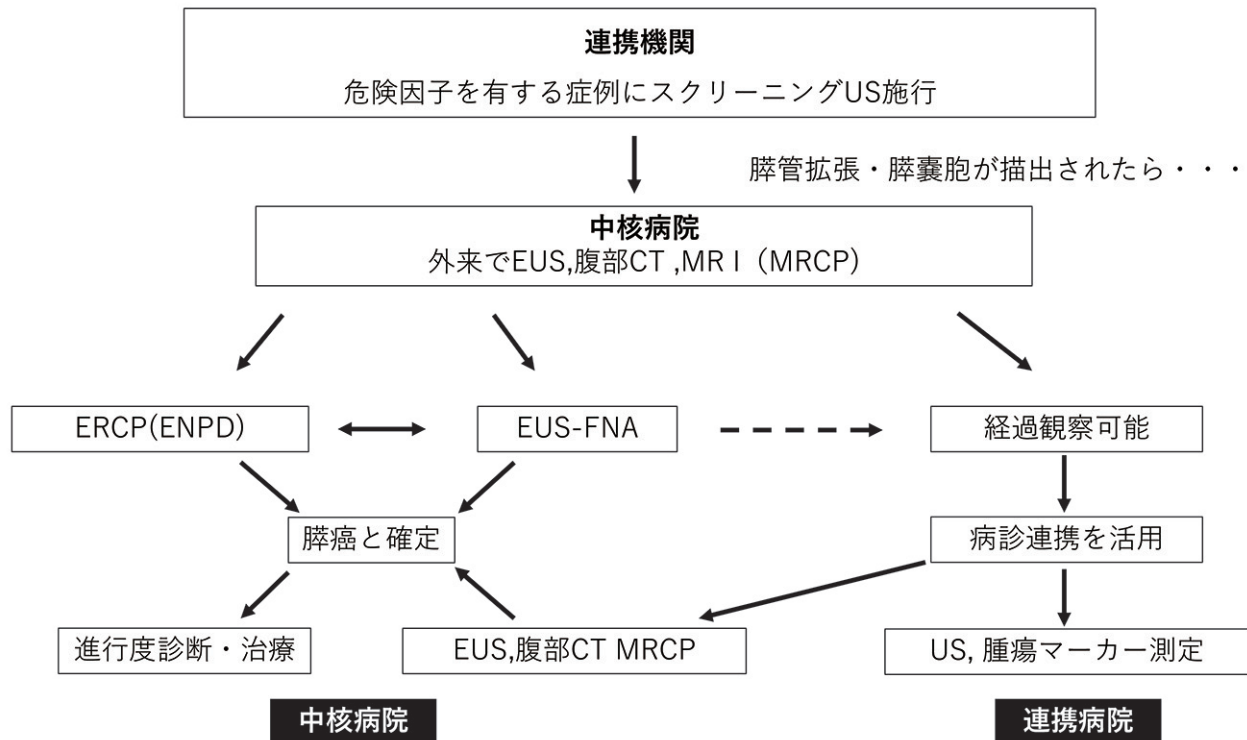 連携機関
危険因子を有する症例にスクリーニングUS施行
膵管拡張・膵嚢胞が描出されたら・・・
中核病院
外来でEUS,腹部CT ,MR I（MRCP)
ERCP(ENPD)
EUS-FNA
経過観察可能
膵癌と確定
病診連携を活用
進行度診断・治療
EUS,腹部CT MRCP
US, 腫瘍マーカー測定
中核病院
連携病院